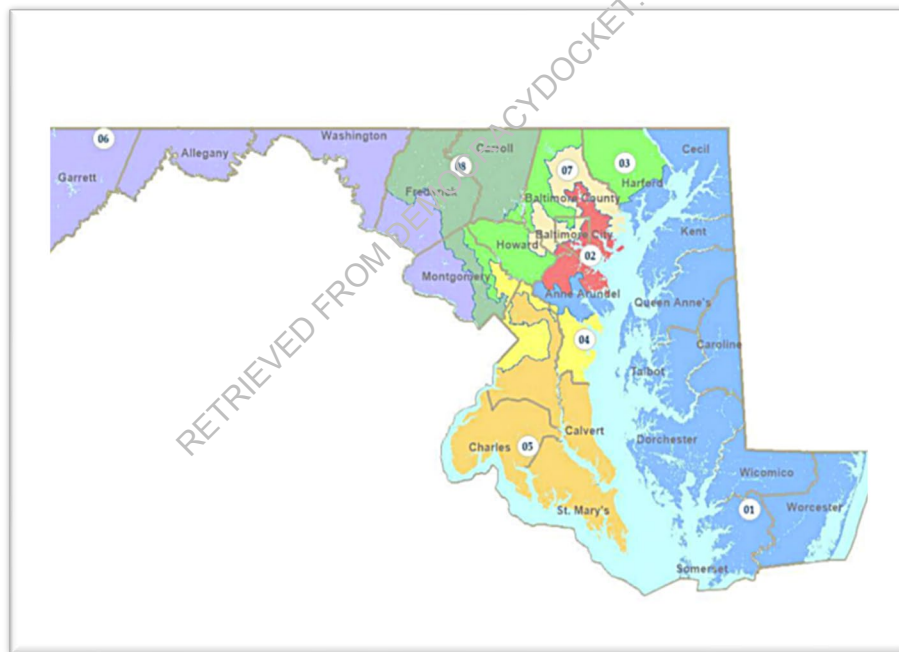 RETRIEVED FROM DEMOCRACYDOCKET.
06
Garrett
Allegany
Washington
Frederick
08
Carroll
07
03
Harford
Cecil
Baltimore County
Baltimore City
Kent
Howard
02
Montgomery
Anne Arundel
Queen Anne's
04
Caroline
Talbot
Calvert
Charles
05
Dorchester
St. Mary's
Wicomico
01
Worcester
Somerset